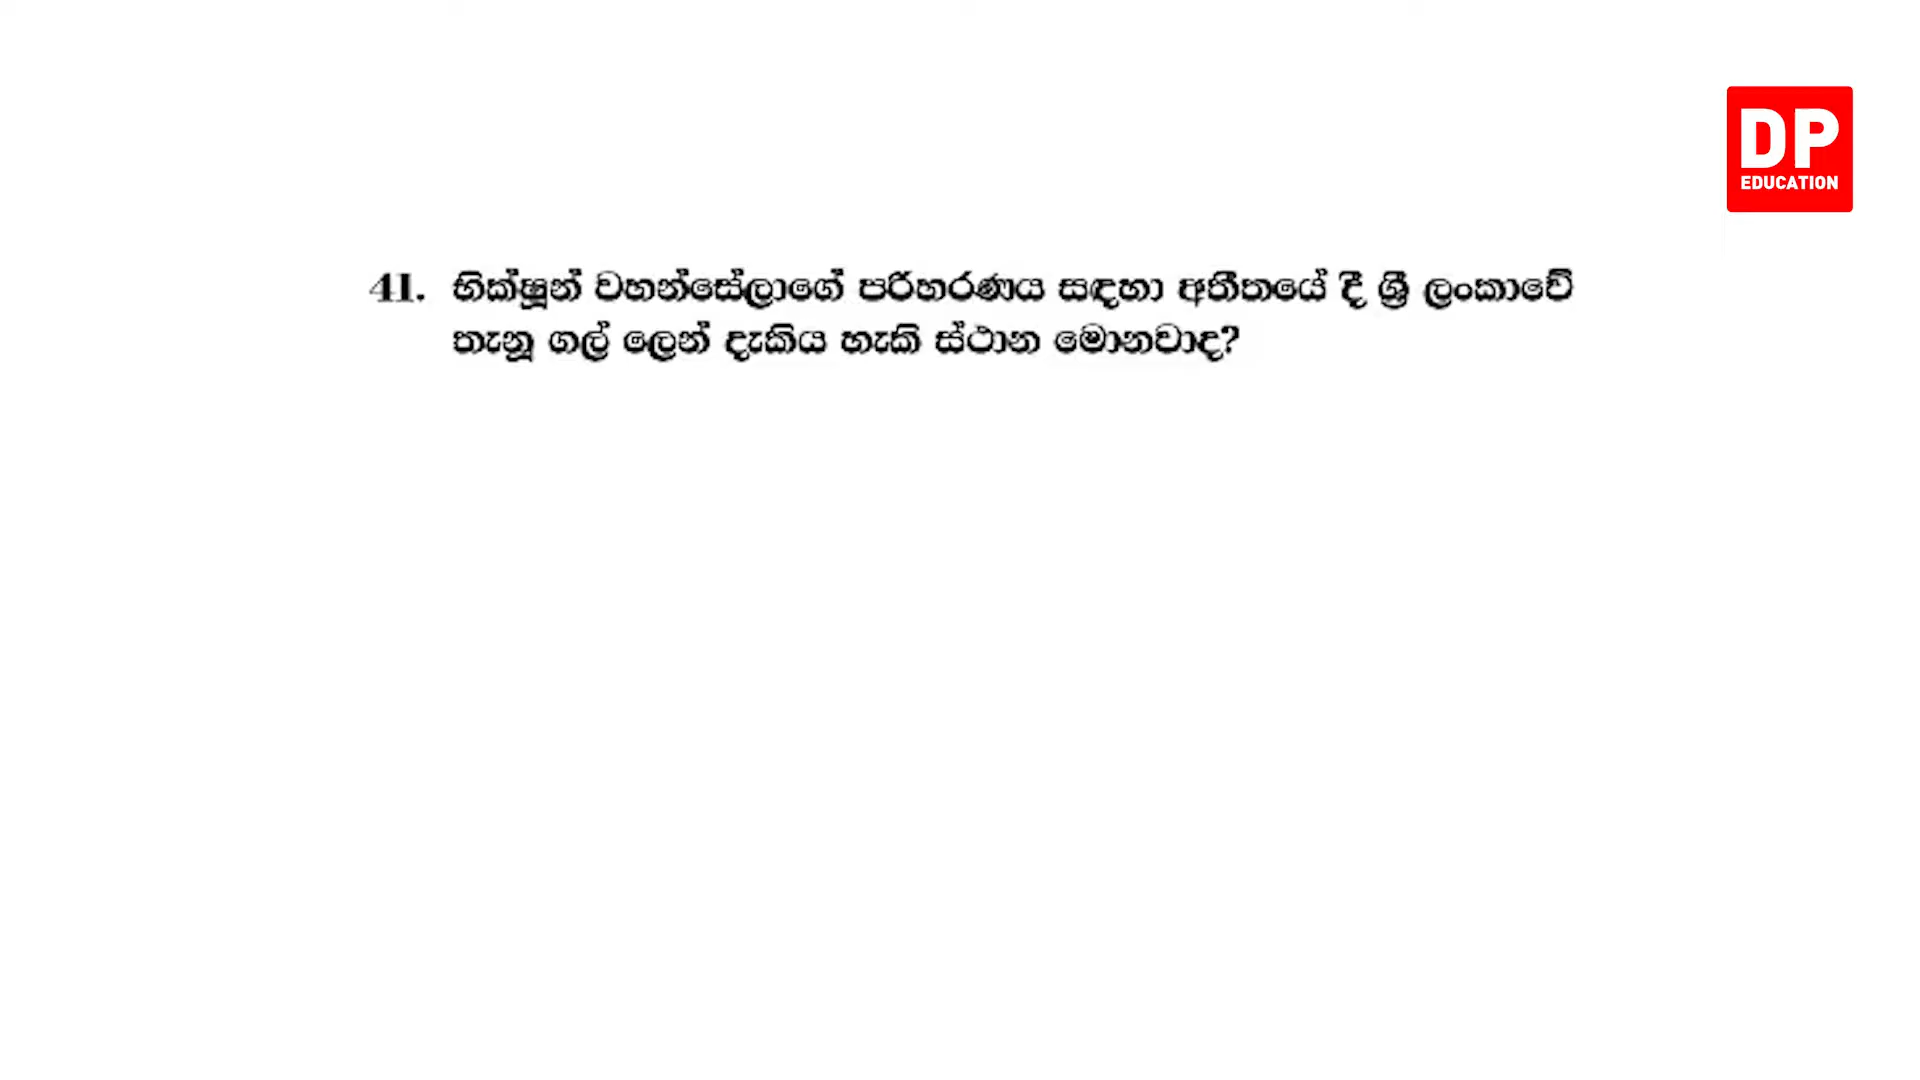 DP
EDUCATION
41. භික්ෂූන් වහන්සේලාගේ පරිහරණය සඳහා අතීතයේ දී ශ්‍රී ලංකාවේ
තැනූ ගල් ලෙන් දැකිය හැකි ස්ථාන මොනවාද?